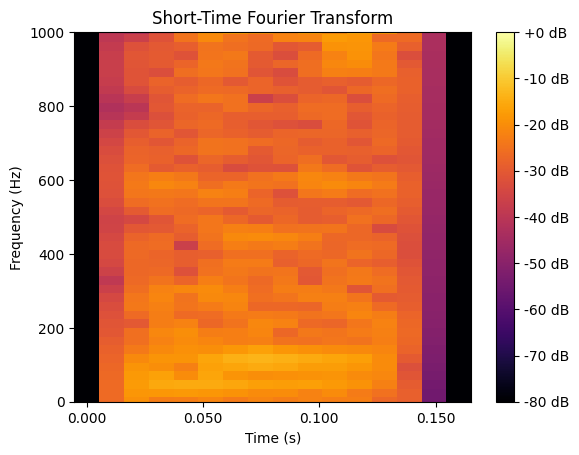 Short-Time Fourier Transform
Frequency (Hz)
1000
800
600
400
200
0
0.000
0.050
0.100
0.150
Time (s)
+0 dB
-10 dB
-20 dB
-30 dB
-40 dB
-50 dB
-60 dB
-70 dB
-80 dB